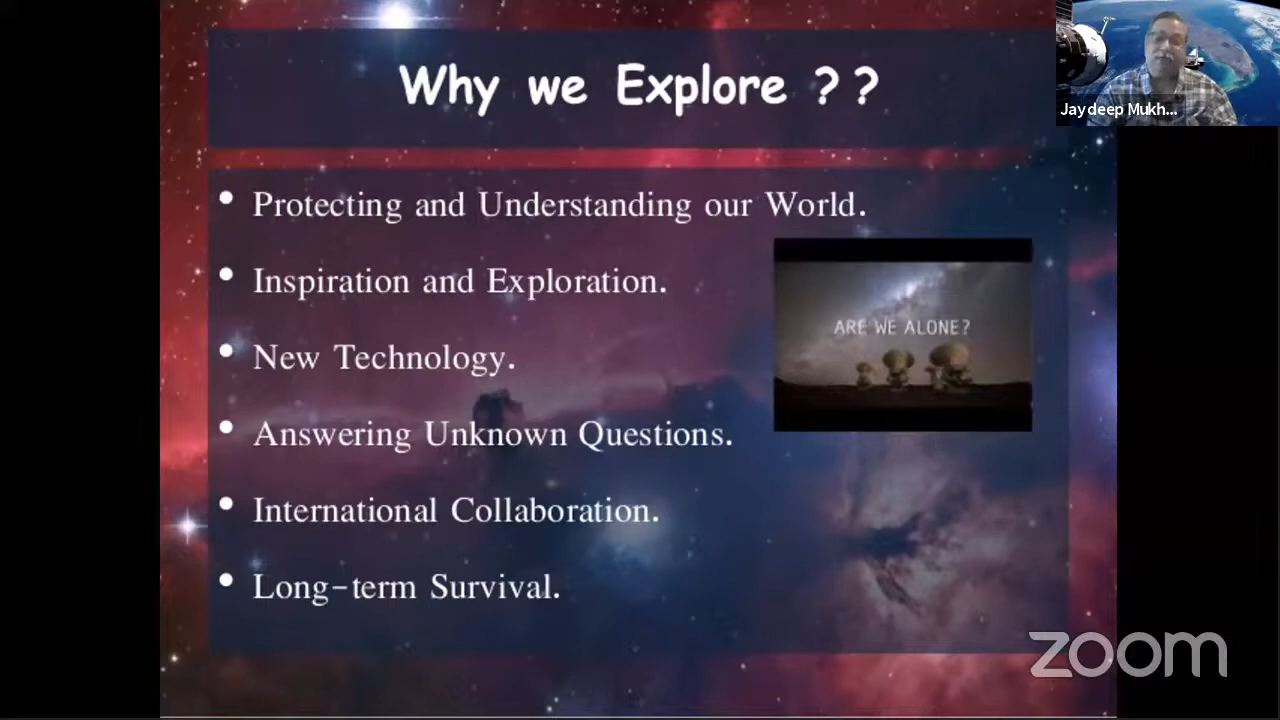 Why we Explore ??
Jaydeep Mukh...
• Protecting and Understanding our World.
• Inspiration and Exploration.
ARE WE ALONE?
• New Technology.
• Answering Unknown Questions.
• International Collaboration.
• Long-term Survival.
zoom